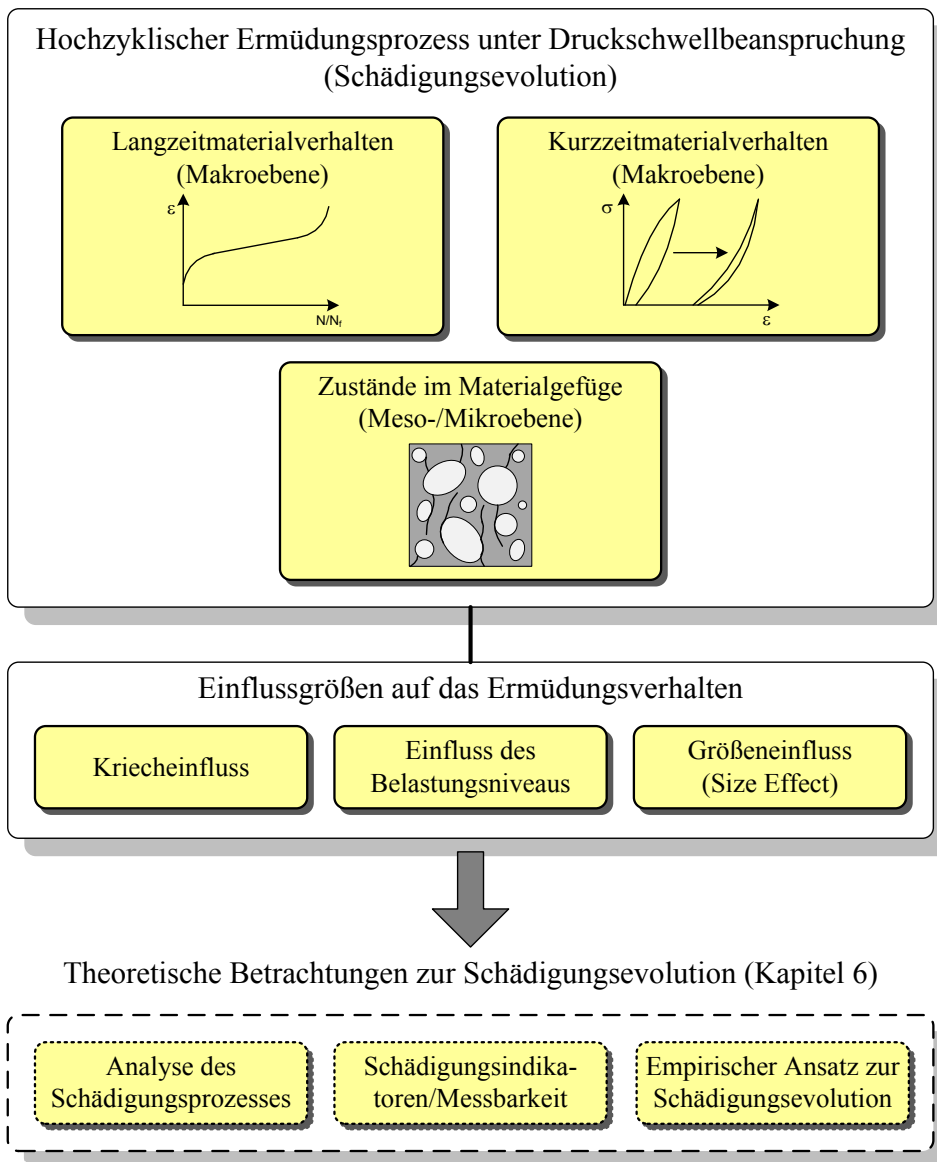 Hochzyklischer Ermüdungsprozess unter Druckschwellbeanspruchung
(Schädigungsevolution)
Langzeitmaterialverhalten
(Makroebene)
ε
N/Nf
Kurzzeitmaterialverhalten
(Makroebene)
σ
ε
Zustände im Materialgefüge
(Meso-/Mikroebene)
Einflussgrößen auf das Ermüdungsverhalten
Kriecheinfluss
Einfluss des
Belastungsniveaus
Größeneinfluss
(Size Effect)
Theoretische Betrachtungen zur Schädigungsevolution (Kapitel 6)
Analyse des
Schädigungsprozesses
Schädigungsindika-
toren/Messbarkeit
Empirischer Ansatz zur
Schädigungsevolution